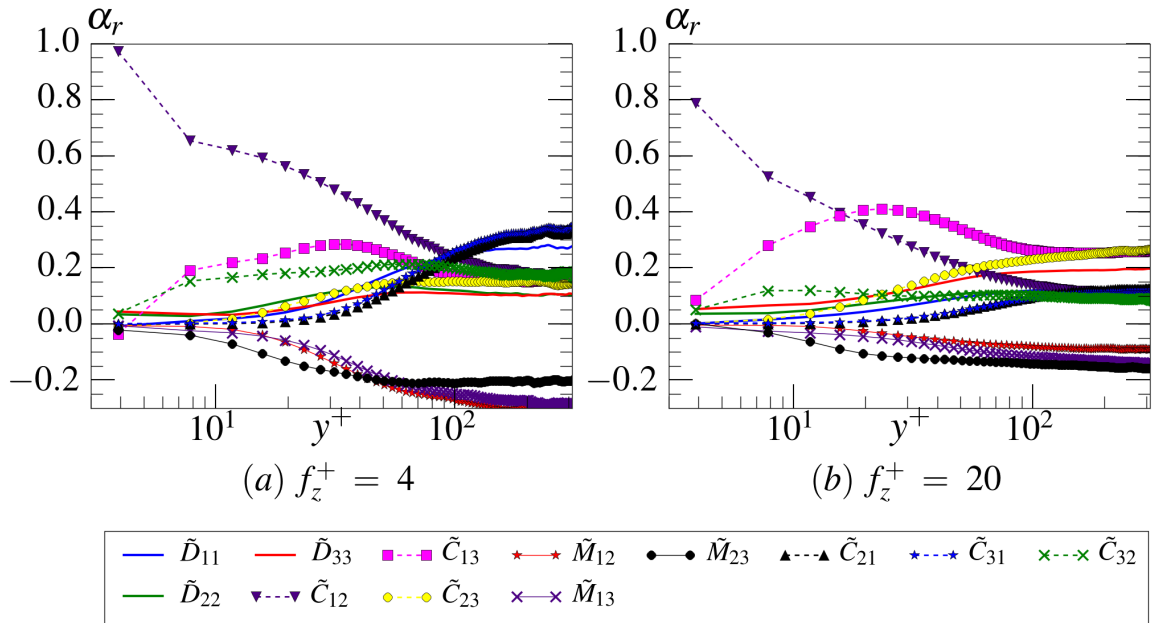 α_r α_r
1.0 1.0
0.8 0.8
0.6 0.6
0.4 0.4
0.2 0.2
0.0 0.0
−0.2 −0.2
10^1 y^+ 10^2 10^1 y^+ 10^2
(a) f_z^+ = 4 (b) f_z^+ = 20
D̃_11 D̃_33 C̃_13 M̃_12 M̃_23 C̃_21 C̃_31 C̃_32
D̃_22 C̃_12 C̃_23 M̃_13